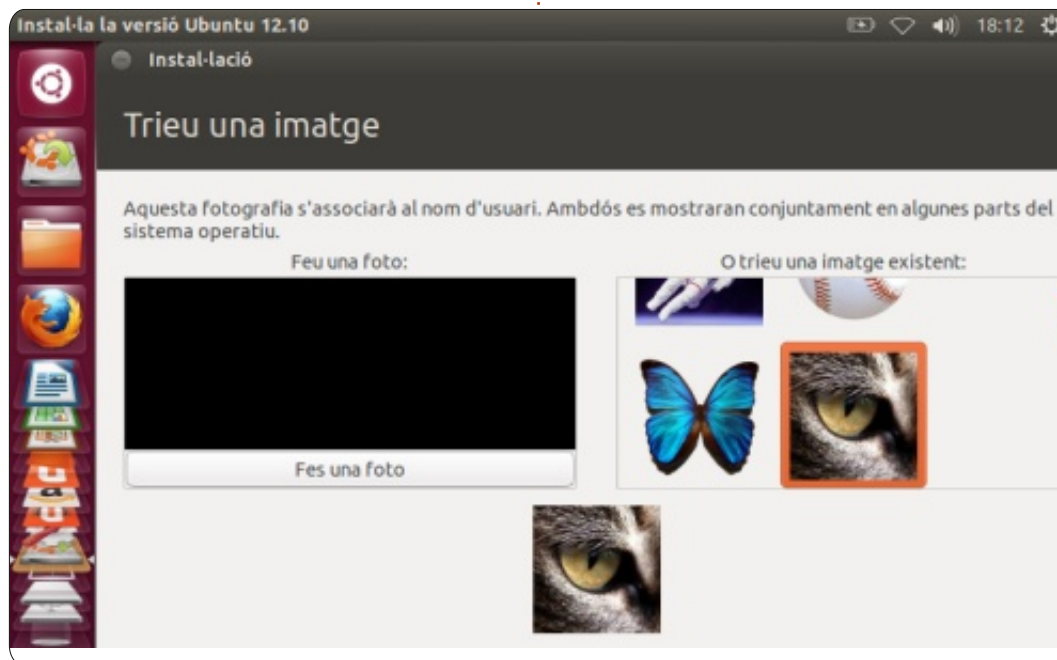 Instal·la la versió Ubuntu 12.10
18:12
Instal·lació
Trieu una imatge
Aquesta fotografia s'associarà al nom d'usuari. Ambdós es mostraran conjuntament en algunes parts del
sistema operatiu.
Feu una foto:
O trieu una imatge existent:
Fes una foto